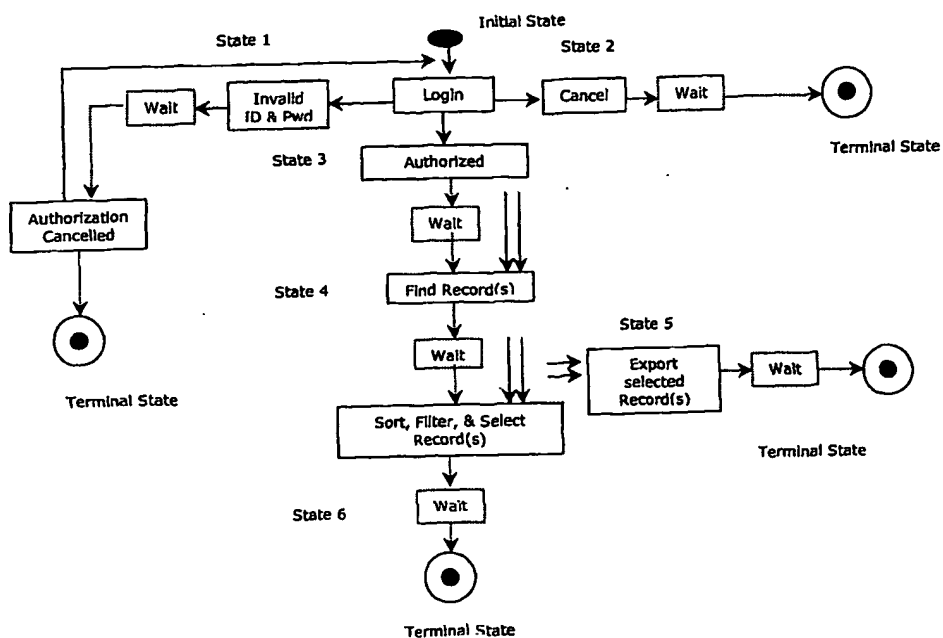 Initial State
State 1
State 2
Login
Cancel
Wait
Invalid
ID & Pwd
Wait
Terminal State
State 3
Authorized
Authorization
Cancelled
Wait
State 4
Find Record(s)
State 5
Wait
Export
selected
Record(s)
Wait
Terminal State
Sort, Filter, & Select
Record(s)
Terminal State
Wait
State 6
Terminal State